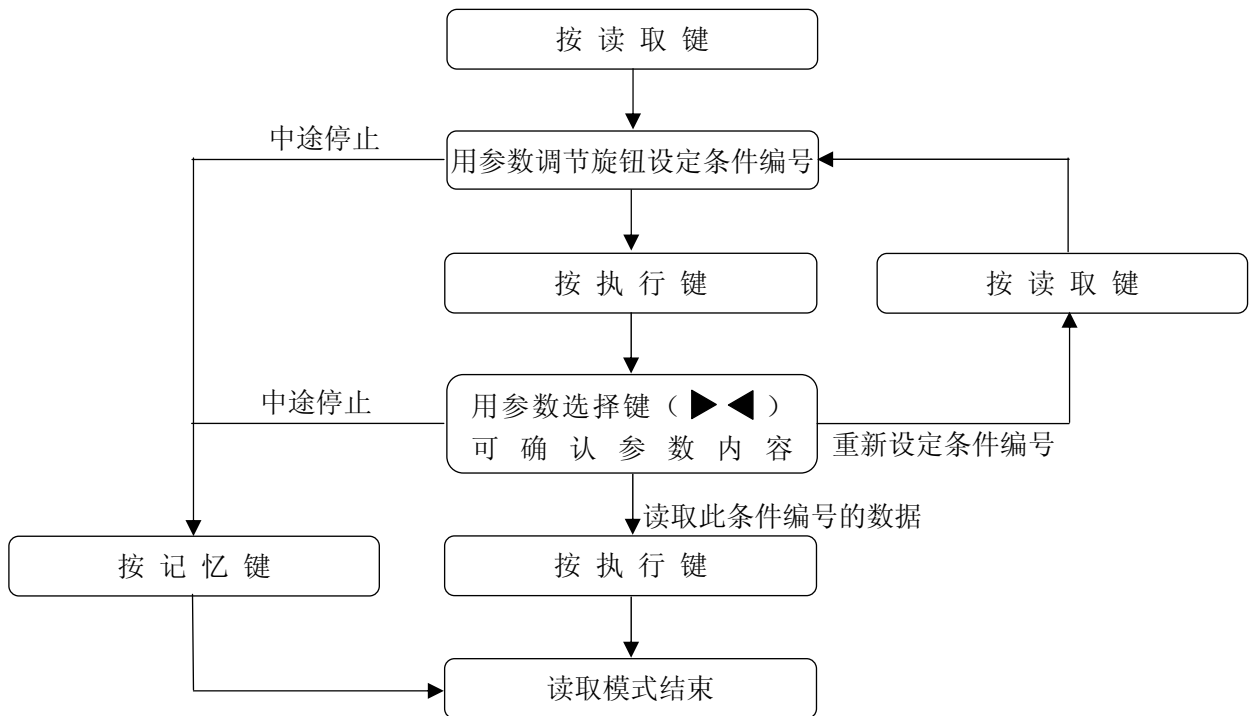 按读取键
中途停止
用参数调节旋钮设定条件编号
按执行键
按读取键
中途停止
用参数选择键（▶◀）
可确认参数内容
重新设定条件编号
读取此条件编号的数据
按记忆键
按执行键
读取模式结束